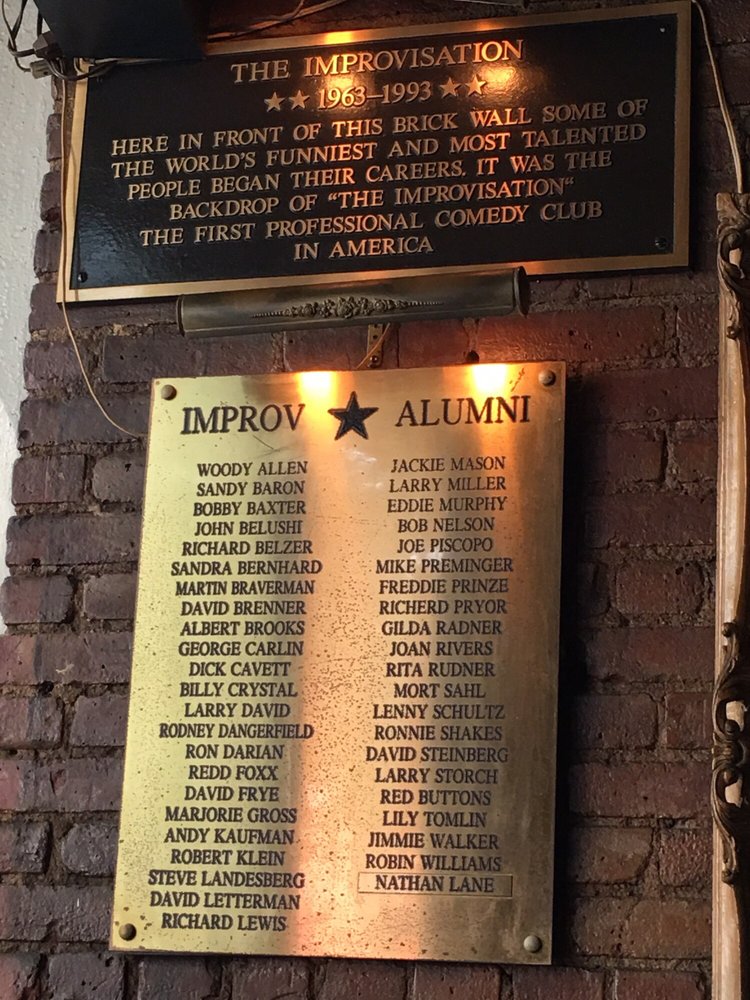 THE IMPROVISATION
★★ 1963–1993 ★★
HERE IN FRONT OF THIS BRICK WALL SOME OF
THE WORLD'S FUNNIEST AND MOST TALENTED
PEOPLE BEGAN THEIR CAREERS. IT WAS THE
BACKDROP OF "THE IMPROVISATION"
THE FIRST PROFESSIONAL COMEDY CLUB
IN AMERICA
IMPROV ★ ALUMNI
WOODY ALLEN
SANDY BARON
BOBBY BAXTER
JOHN BELUSHI
RICHARD BELZER
SANDRA BERNHARD
MARTIN BRAVERMAN
DAVID BRENNER
ALBERT BROOKS
GEORGE CARLIN
DICK CAVETT
BILLY CRYSTAL
LARRY DAVID
RODNEY DANGERFIELD
RON DARIAN
REDD FOXX
DAVID FRYE
MARJORIE GROSS
ANDY KAUFMAN
ROBERT KLEIN
STEVE LANDESBERG
DAVID LETTERMAN
RICHARD LEWIS
JACKIE MASON
LARRY MILLER
EDDIE MURPHY
BOB NELSON
JOE PISCOPO
MIKE PREMINGER
FREDDIE PRINZE
RICHERD PRYOR
GILDA RADNER
JOAN RIVERS
RITA RUDNER
MORT SAHL
LENNY SCHULTZ
RONNIE SHAKES
DAVID STEINBERG
LARRY STORCH
RED BUTTONS
LILY TOMLIN
JIMMIE WALKER
ROBIN WILLIAMS
NATHAN LANE